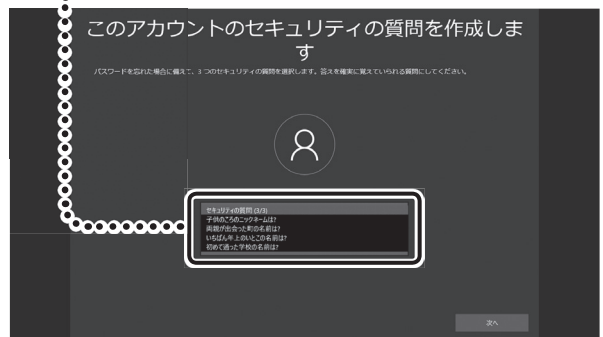 このアカウントのセキュリティの質問を作成しま
す
パスワードを忘れた場合に備えて、3 つのセキュリティの質問を選択します。答えを確実に覚えていられる質問にしてください。
セキュリティの質問 (3/3)
子供のころのニックネームは?
両親が出会った町の名前は?
いちばん年上のいとこの名前は?
初めて通った学校の名前は?
次へ